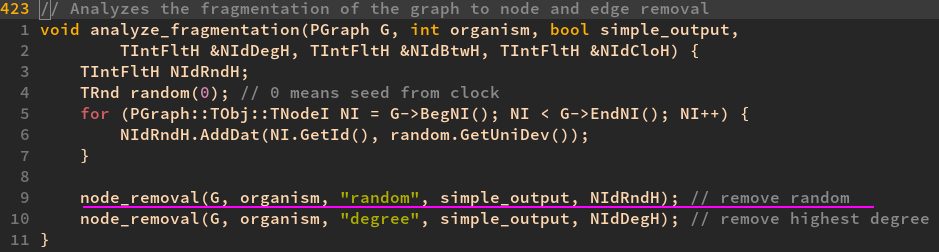 423 // Analyzes the fragmentation of the graph to node and edge removal
1 void analyze_fragmentation(PGraph G, int organism, bool simple_output,
2         TIntFltH &NIdDegH, TIntFltH &NIdBtwH, TIntFltH &NIdCloH) {
3     TIntFltH NIdRndH;
4     TRnd random(0); // 0 means seed from clock
5     for (PGraph::TObj::TNodeI NI = G->BegNI(); NI < G->EndNI(); NI++) {
6         NIdRndH.AddDat(NI.GetId(), random.GetUniDev());
7     }
8
9     node_removal(G, organism, "random", simple_output, NIdRndH); // remove random
10     node_removal(G, organism, "degree", simple_output, NIdDegH); // remove highest degree
11 }